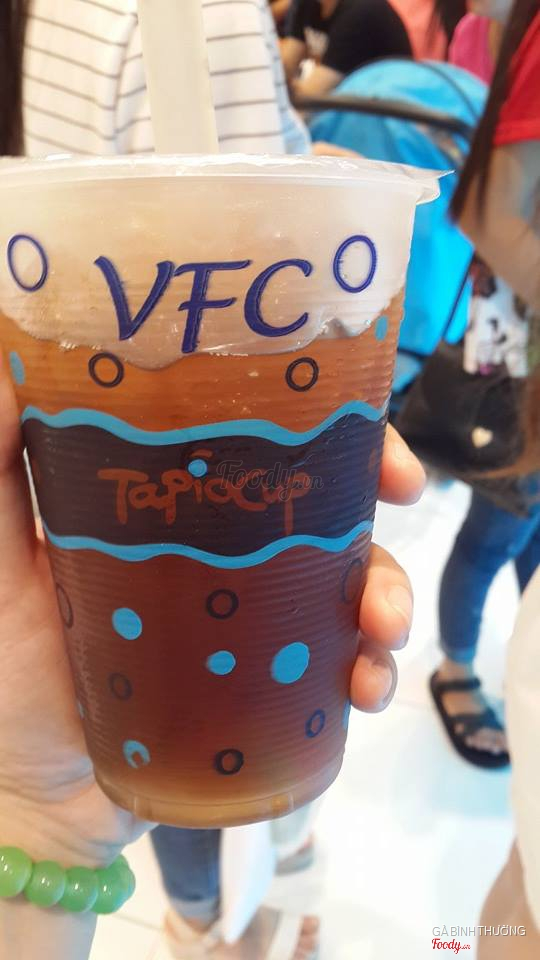 VFC
TapioCup
Foody.vn
GÀ BÌNH THƯỜNG
Foody.vn